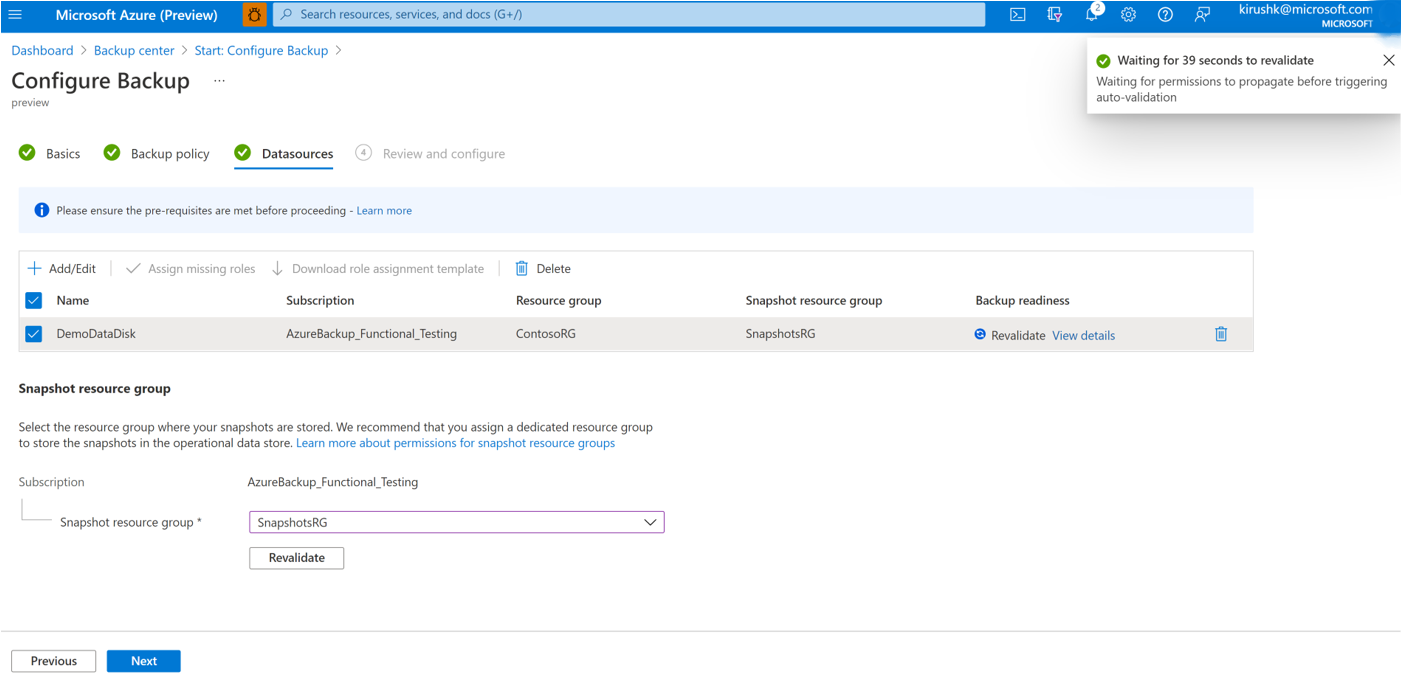 Microsoft Azure (Preview)
Search resources, services, and docs (G+/)
2
kirushk@microsoft.com
MICROSOFT
Dashboard > Backup center > Start: Configure Backup >
Configure Backup ...
preview
Waiting for 39 seconds to revalidate
Waiting for permissions to propagate before triggering
auto-validation
Basics Backup policy Datasources 4 Review and configure
Please ensure the pre-requisites are met before proceeding - Learn more
Add/Edit Assign missing roles Download role assignment template Delete
Name Subscription Resource group Snapshot resource group Backup readiness
DemoDataDisk AzureBackup_Functional_Testing ContosoRG SnapshotsRG Revalidate View details
Snapshot resource group
Select the resource group where your snapshots are stored. We recommend that you assign a dedicated resource group
to store the snapshots in the operational data store. Learn more about permissions for snapshot resource groups
Subscription AzureBackup_Functional_Testing
Snapshot resource group * SnapshotsRG
Revalidate
Previous Next